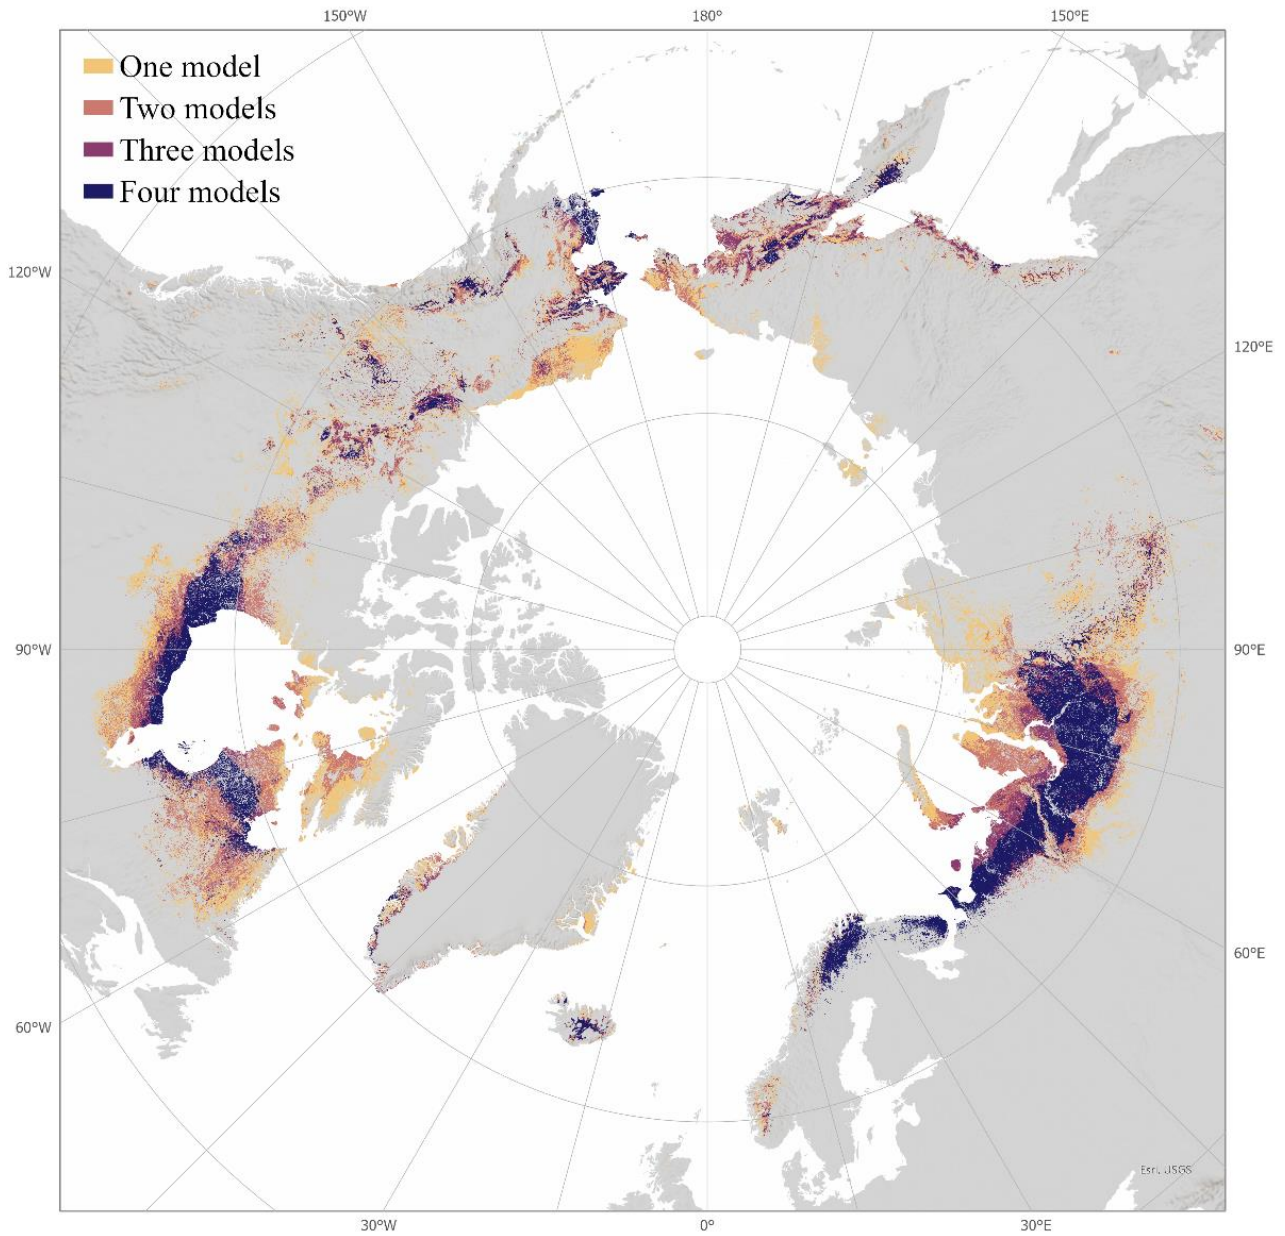 150°W 180° 150°E
One model
Two models
Three models
Four models
120°W
120°E
90°W
90°E
60°E
60°W
Esri, USGS
30°W 0° 30°E